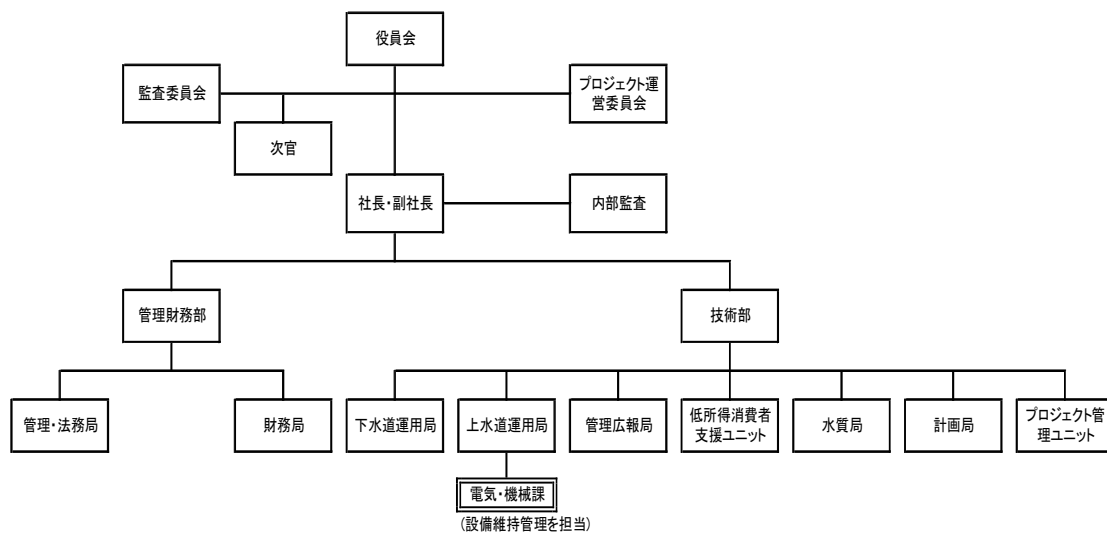 役員会
監査委員会
プロジェクト運
営委員会
次官
社長・副社長
内部監査
管理財務部
技術部
管理・法務局
財務局
下水道運用局
上水道運用局
管理広報局
低所得消費者
支援ユニット
水質局
計画局
プロジェクト管
理ユニット
電気・機械課
(設備維持管理を担当)